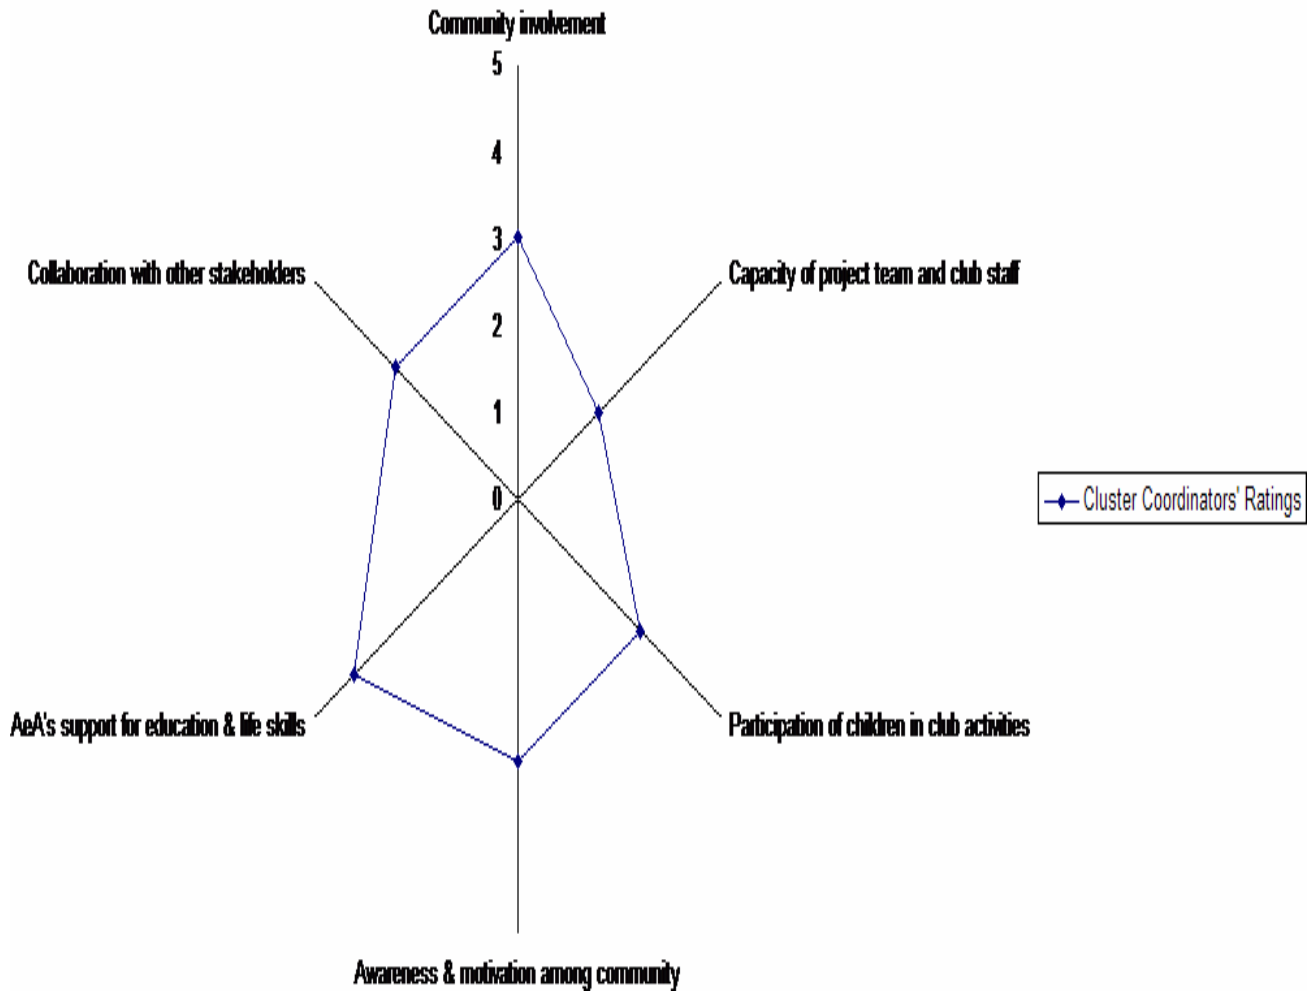 Community involvement
5
4
3
2
1
0
Collaboration with other stakeholders
Capacity of project team and club staff
Cluster Coordinators' Ratings
AeA's support for education & life skills
Participation of children in club activities
Awareness & motivation among community